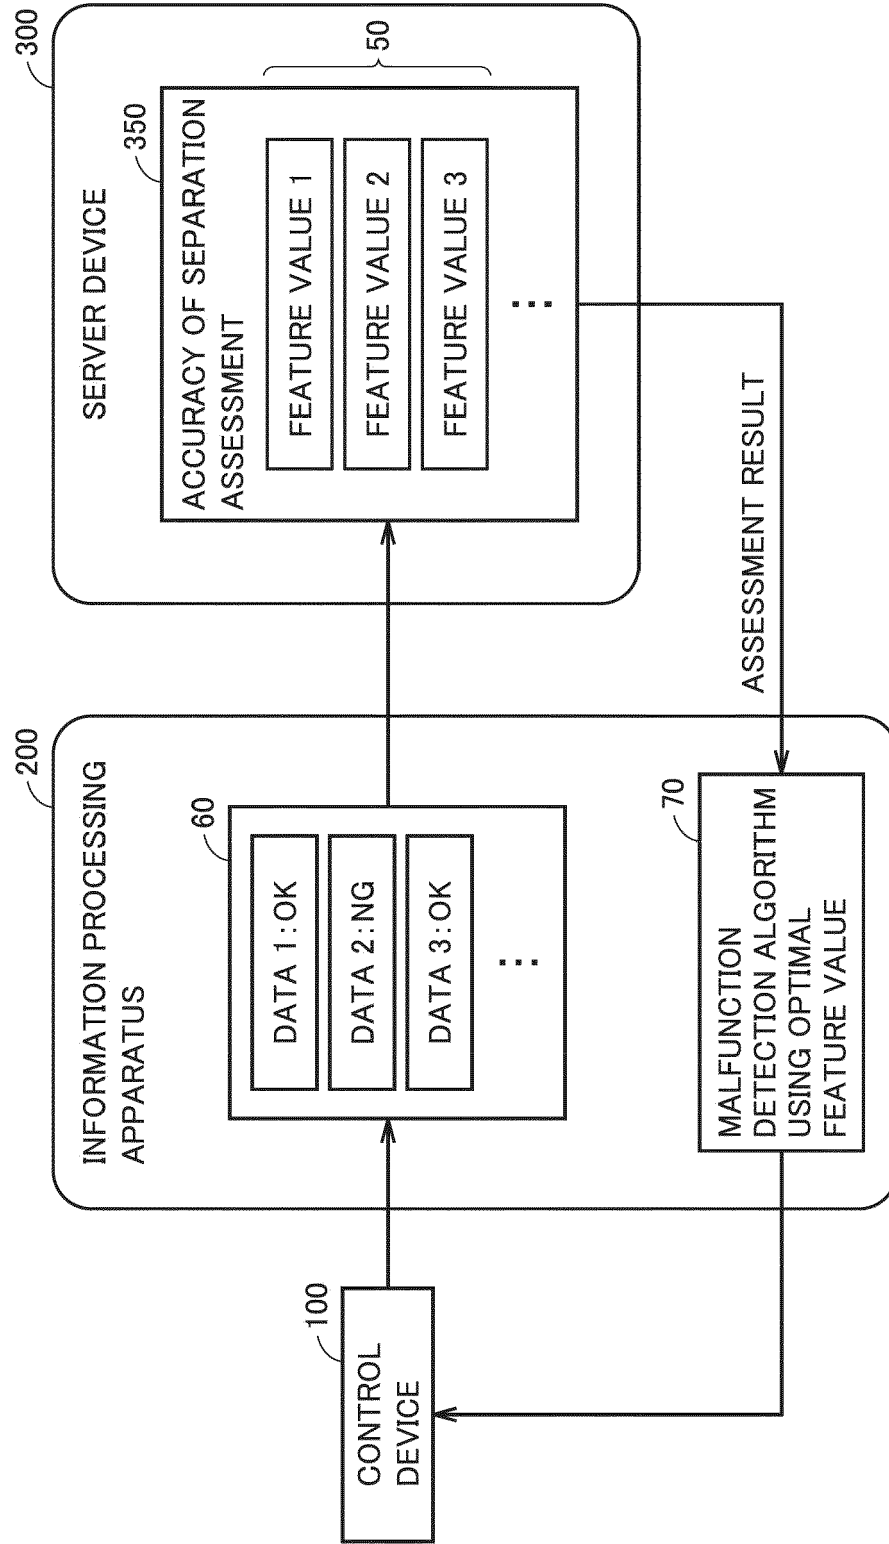 100
CONTROL
DEVICE
200
INFORMATION PROCESSING
APPARATUS
60
DATA 1:OK
DATA 2:NG
DATA 3:OK
...
70
MALFUNCTION
DETECTION ALGORITHM
USING OPTIMAL
FEATURE VALUE
300
SERVER DEVICE
350
ACCURACY OF SEPARATION
ASSESSMENT
FEATURE VALUE 1
FEATURE VALUE 2
FEATURE VALUE 3
...
50
ASSESSMENT RESULT